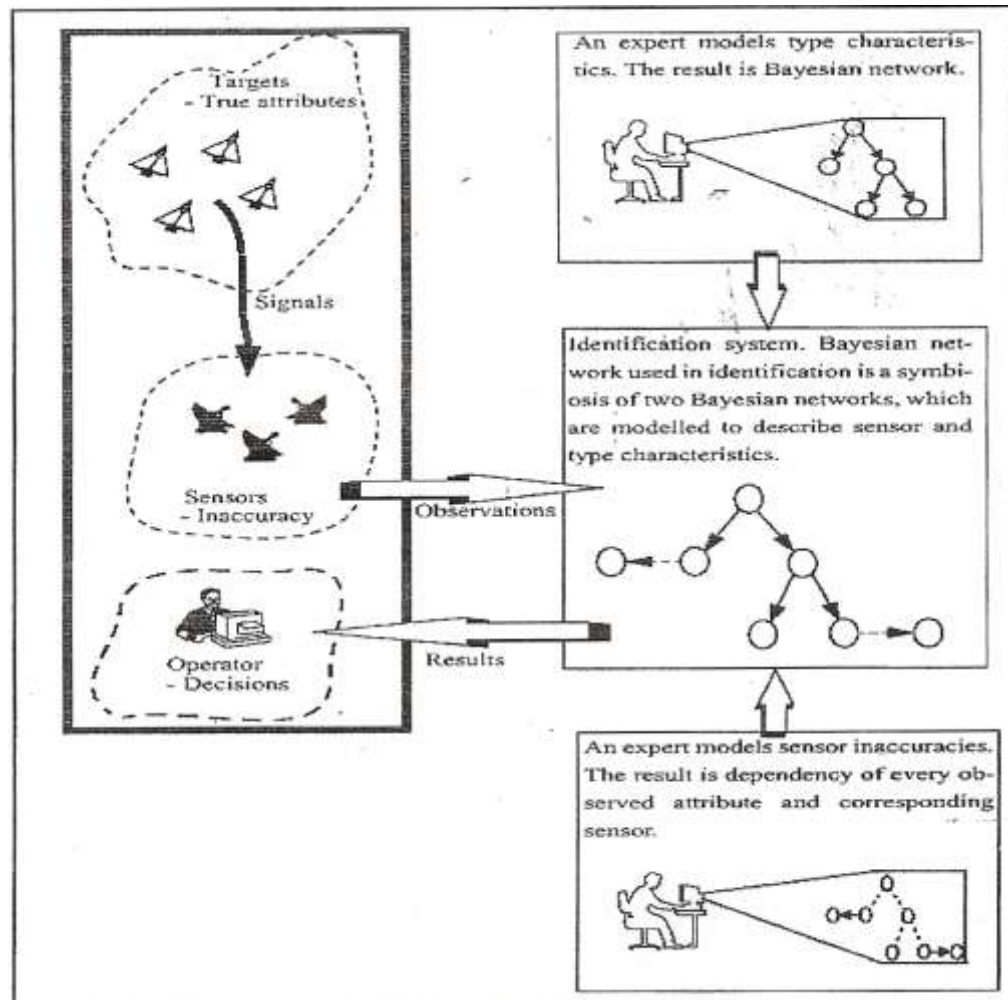 Targets
- True attributes
Signals
Sensors
- Inaccuracy
Operator
- Decisions
Observations
Results
An expert models type characteris-
tics. The result is Bayesian network.
Identification system. Bayesian net-
work used in identification is a symbi-
osis of two Bayesian networks, which
are modelled to describe sensor and
type characteristics.
An expert models sensor inaccuracies.
The result is dependency of every ob-
served attribute and corresponding
sensor.